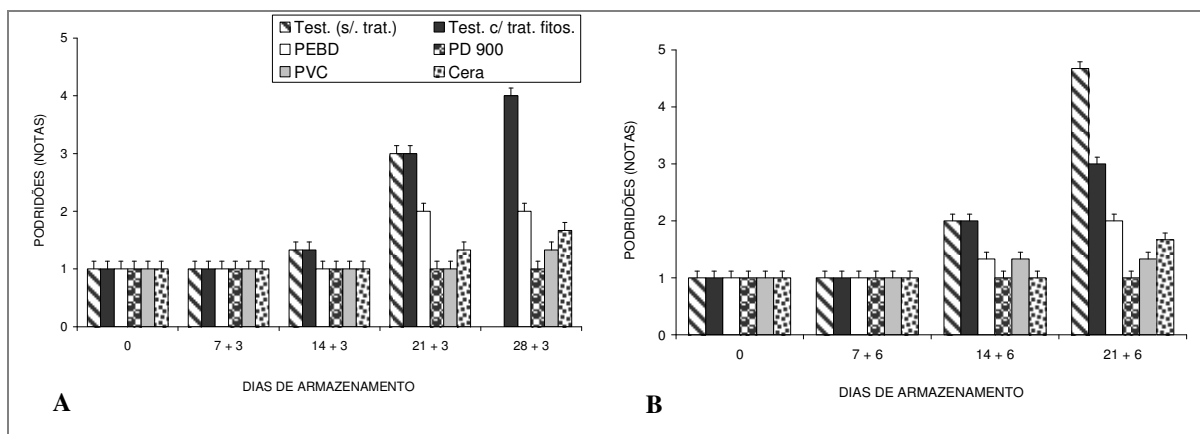 Test. (s/. trat.) Test. c/ trat. fitos.
PEBD PD 900
PVC Cera
PODRIDÕES (NOTAS)
5
4
3
2
1
0
0 7 + 3 14 + 3 21 + 3 28 + 3
DIAS DE ARMAZENAMENTO
A
PODRIDÕES (NOTAS)
5
4
3
2
1
0
0 7 + 6 14 + 6 21 + 6
DIAS DE ARMAZENAMENTO
B